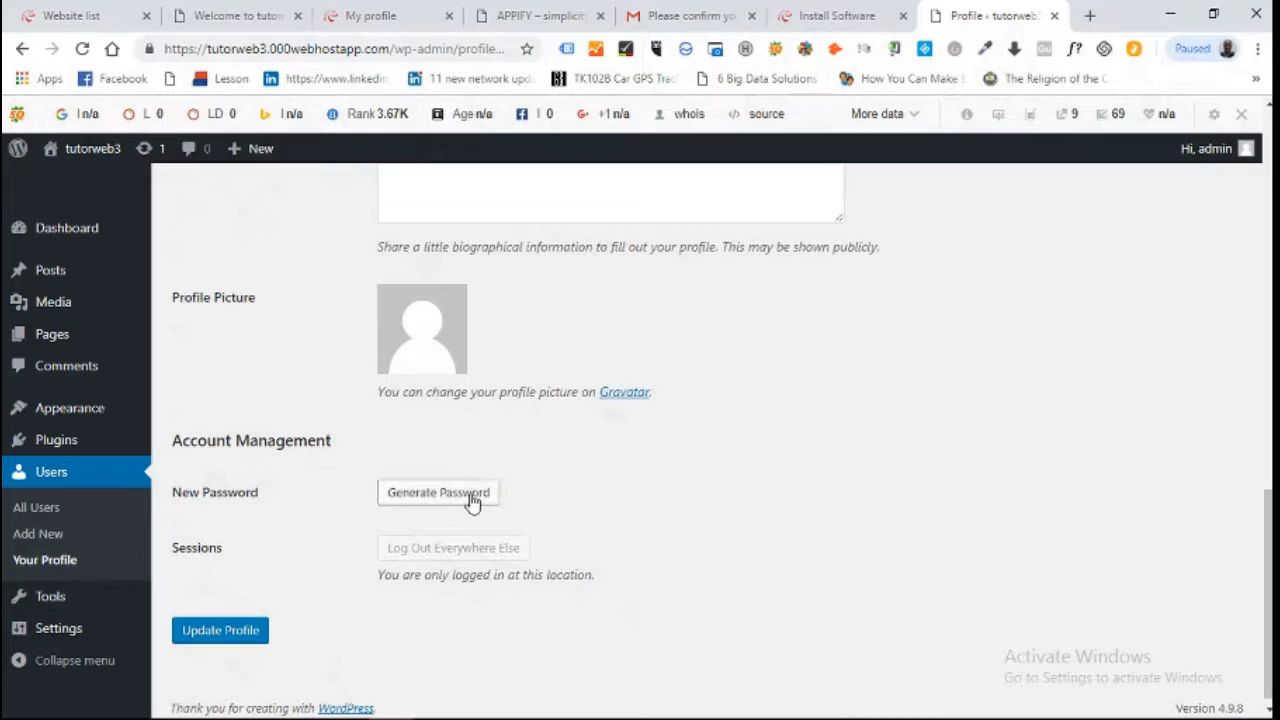 Website list
Welcome to tuton
My profile
APPIFY – simplicit
Please confirm yo
Install Software
Profile ‹ tutorweb3
https://tutorweb3.000webhostapp.com/wp-admin/profile...
Paused
Apps
Facebook
Lesson
https://www.linkedin
11 new network upd
TK102B Car GPS Trac
D Big Data Solutions
How You Can Make
The Religion of the C
»
I n/a
L 0
LD 0
I n/a
Rank 3.67K
Age n/a
I 0
+1 n/a
whois
source
More data
9
69
n/a
tutorweb3
1
0
New
Hi, admin
Dashboard
Posts
Media
Pages
Comments
Appearance
Plugins
Users
All Users
Add New
Your Profile
Tools
Settings
Collapse menu
Share a little biographical information to fill out your profile. This may be shown publicly.
Profile Picture
You can change your profile picture on Gravatar.
Account Management
New Password
Generate Password
Sessions
Log Out Everywhere Else
You are only logged in at this location.
Update Profile
Activate Windows
Go to Settings to activate Windows.
Thank you for creating with WordPress.
Version 4.9.8